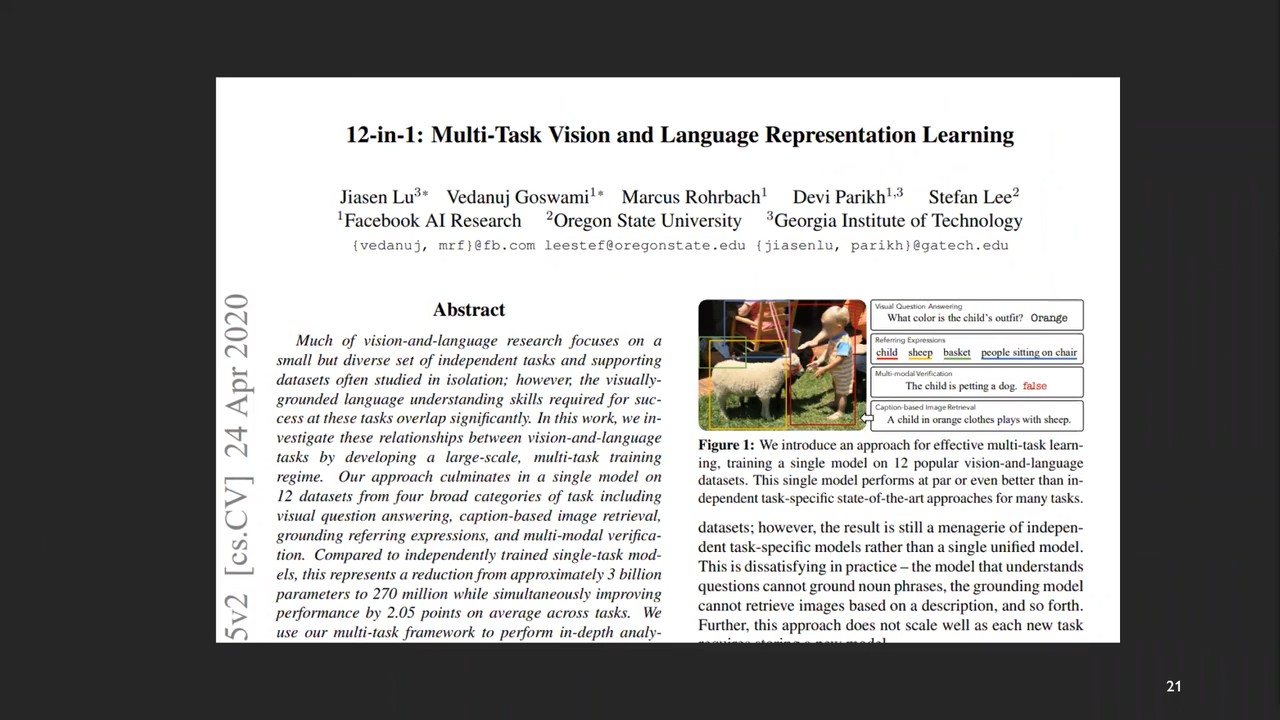 12-in-1: Multi-Task Vision and Language Representation Learning
Jiasen Lu3* Vedanuj Goswami1* Marcus Rohrbach1 Devi Parikh1,3 Stefan Lee2
1Facebook AI Research 2Oregon State University 3Georgia Institute of Technology
{vedanuj, mrf}@fb.com leestef@oregonstate.edu {jiasenlu, parikh}@gatech.edu
5v2 [cs.CV] 24 Apr 2020
Abstract
Much of vision-and-language research focuses on a
small but diverse set of independent tasks and supporting
datasets often studied in isolation; however, the visually-
grounded language understanding skills required for suc-
cess at these tasks overlap significantly. In this work, we in-
vestigate these relationships between vision-and-language
tasks by developing a large-scale, multi-task training
regime. Our approach culminates in a single model on
12 datasets from four broad categories of task including
visual question answering, caption-based image retrieval,
grounding referring expressions, and multi-modal verifica-
tion. Compared to independently trained single-task mod-
els, this represents a reduction from approximately 3 billion
parameters to 270 million while simultaneously improving
performance by 2.05 points on average across tasks. We
use our multi-task framework to perform in-depth analy-
Visual Question Answering
What color is the child's outfit? Orange
Referring Expressions
child sheep basket people sitting on chair
Multi-modal Verification
The child is petting a dog. false
Caption-based Image Retrieval
A child in orange clothes plays with sheep.
Figure 1: We introduce an approach for effective multi-task learn-
ing, training a single model on 12 popular vision-and-language
datasets. This single model performs at par or even better than in-
dependent task-specific state-of-the-art approaches for many tasks.
datasets; however, the result is still a menagerie of indepen-
dent task-specific models rather than a single unified model.
This is dissatisfying in practice – the model that understands
questions cannot ground noun phrases, the grounding model
cannot retrieve images based on a description, and so forth.
Further, this approach does not scale well as each new task
requires storing a new model.
21